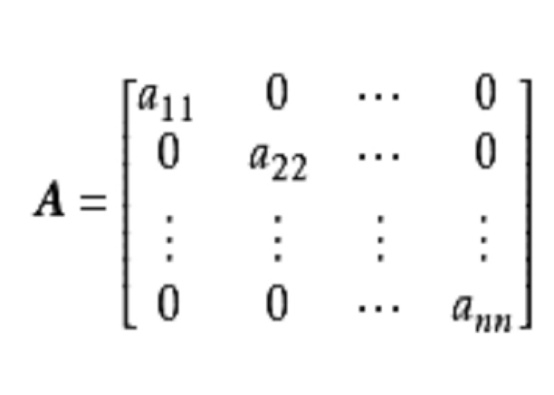 a₁₁ 0 ⋯ 0
0 a₂₂ ⋯ 0
A =
⋮ ⋮ ⋮ ⋮
0 0 ⋯ aₙₙ